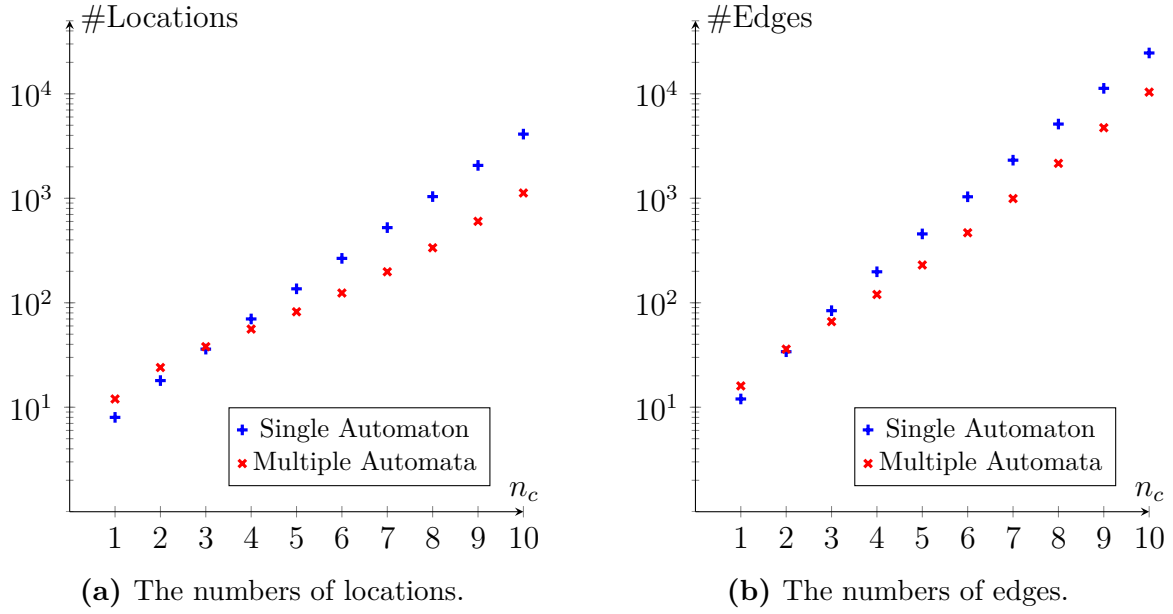 #Locations
10^4
10^3
10^2
10^1
Single Automaton
Multiple Automata
n_c
1 2 3 4 5 6 7 8 9 10
(a) The numbers of locations.
#Edges
10^4
10^3
10^2
10^1
Single Automaton
Multiple Automata
n_c
1 2 3 4 5 6 7 8 9 10
(b) The numbers of edges.